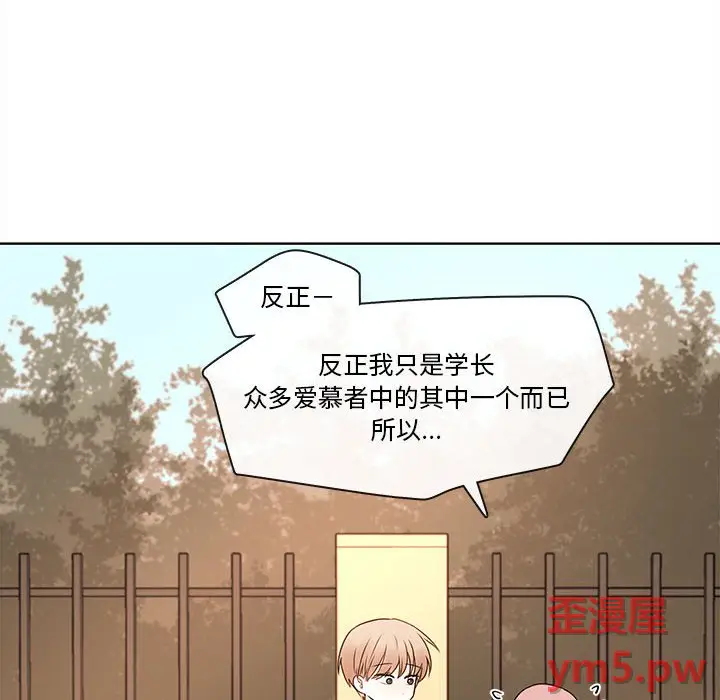 反正－
反正我只是学长
众多爱慕者中的其中一个而已
所以...
歪漫屋
ym5.pw